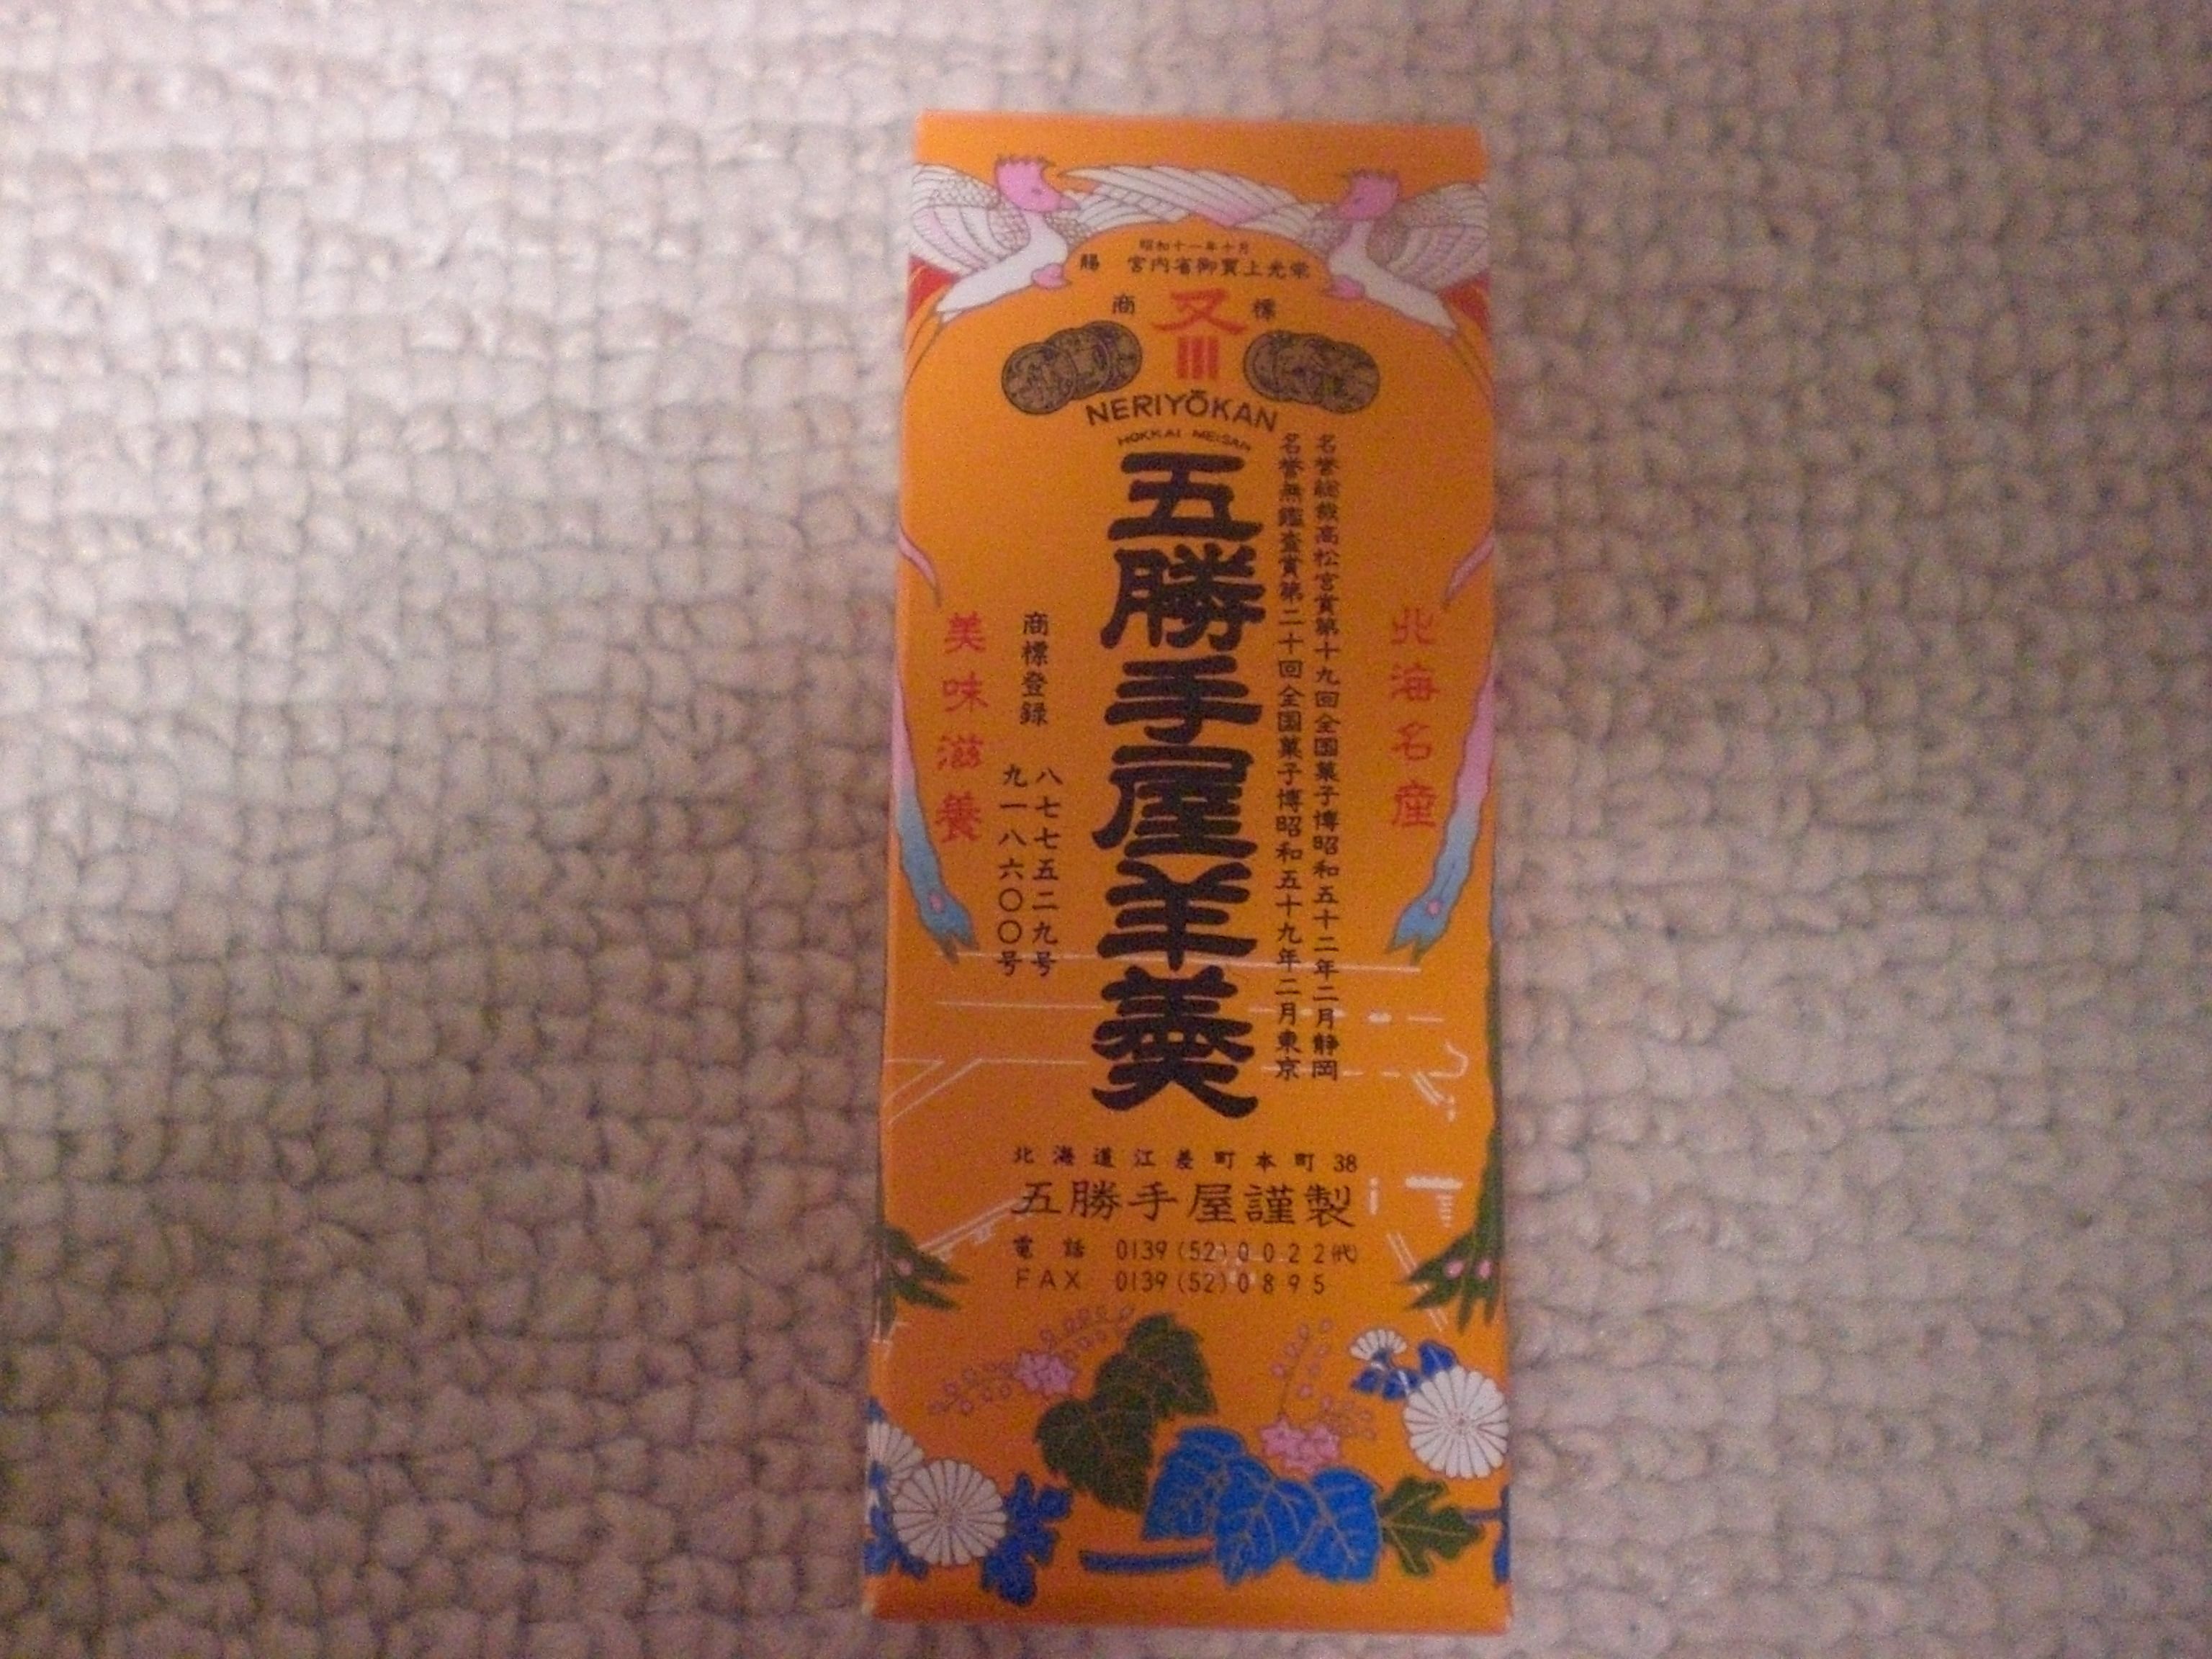 昭和十一年十月
賜 宮内省御買上光栄
商 又 標
NERIYŌKAN
HOKKAI MEISAN
北海名産
名誉総裁高松宮賞第十九回全国菓子博昭和五十二年二月静岡
名誉無鑑査賞第二十回全国菓子博昭和五十九年二月東京
五勝手屋羊羹
商標登録
八七七五二九号
九一八六〇〇号
美味滋養
北海道江差町本町38
五勝手屋謹製
電話 0139(52)0022㈹
FAX 0139(52)0895